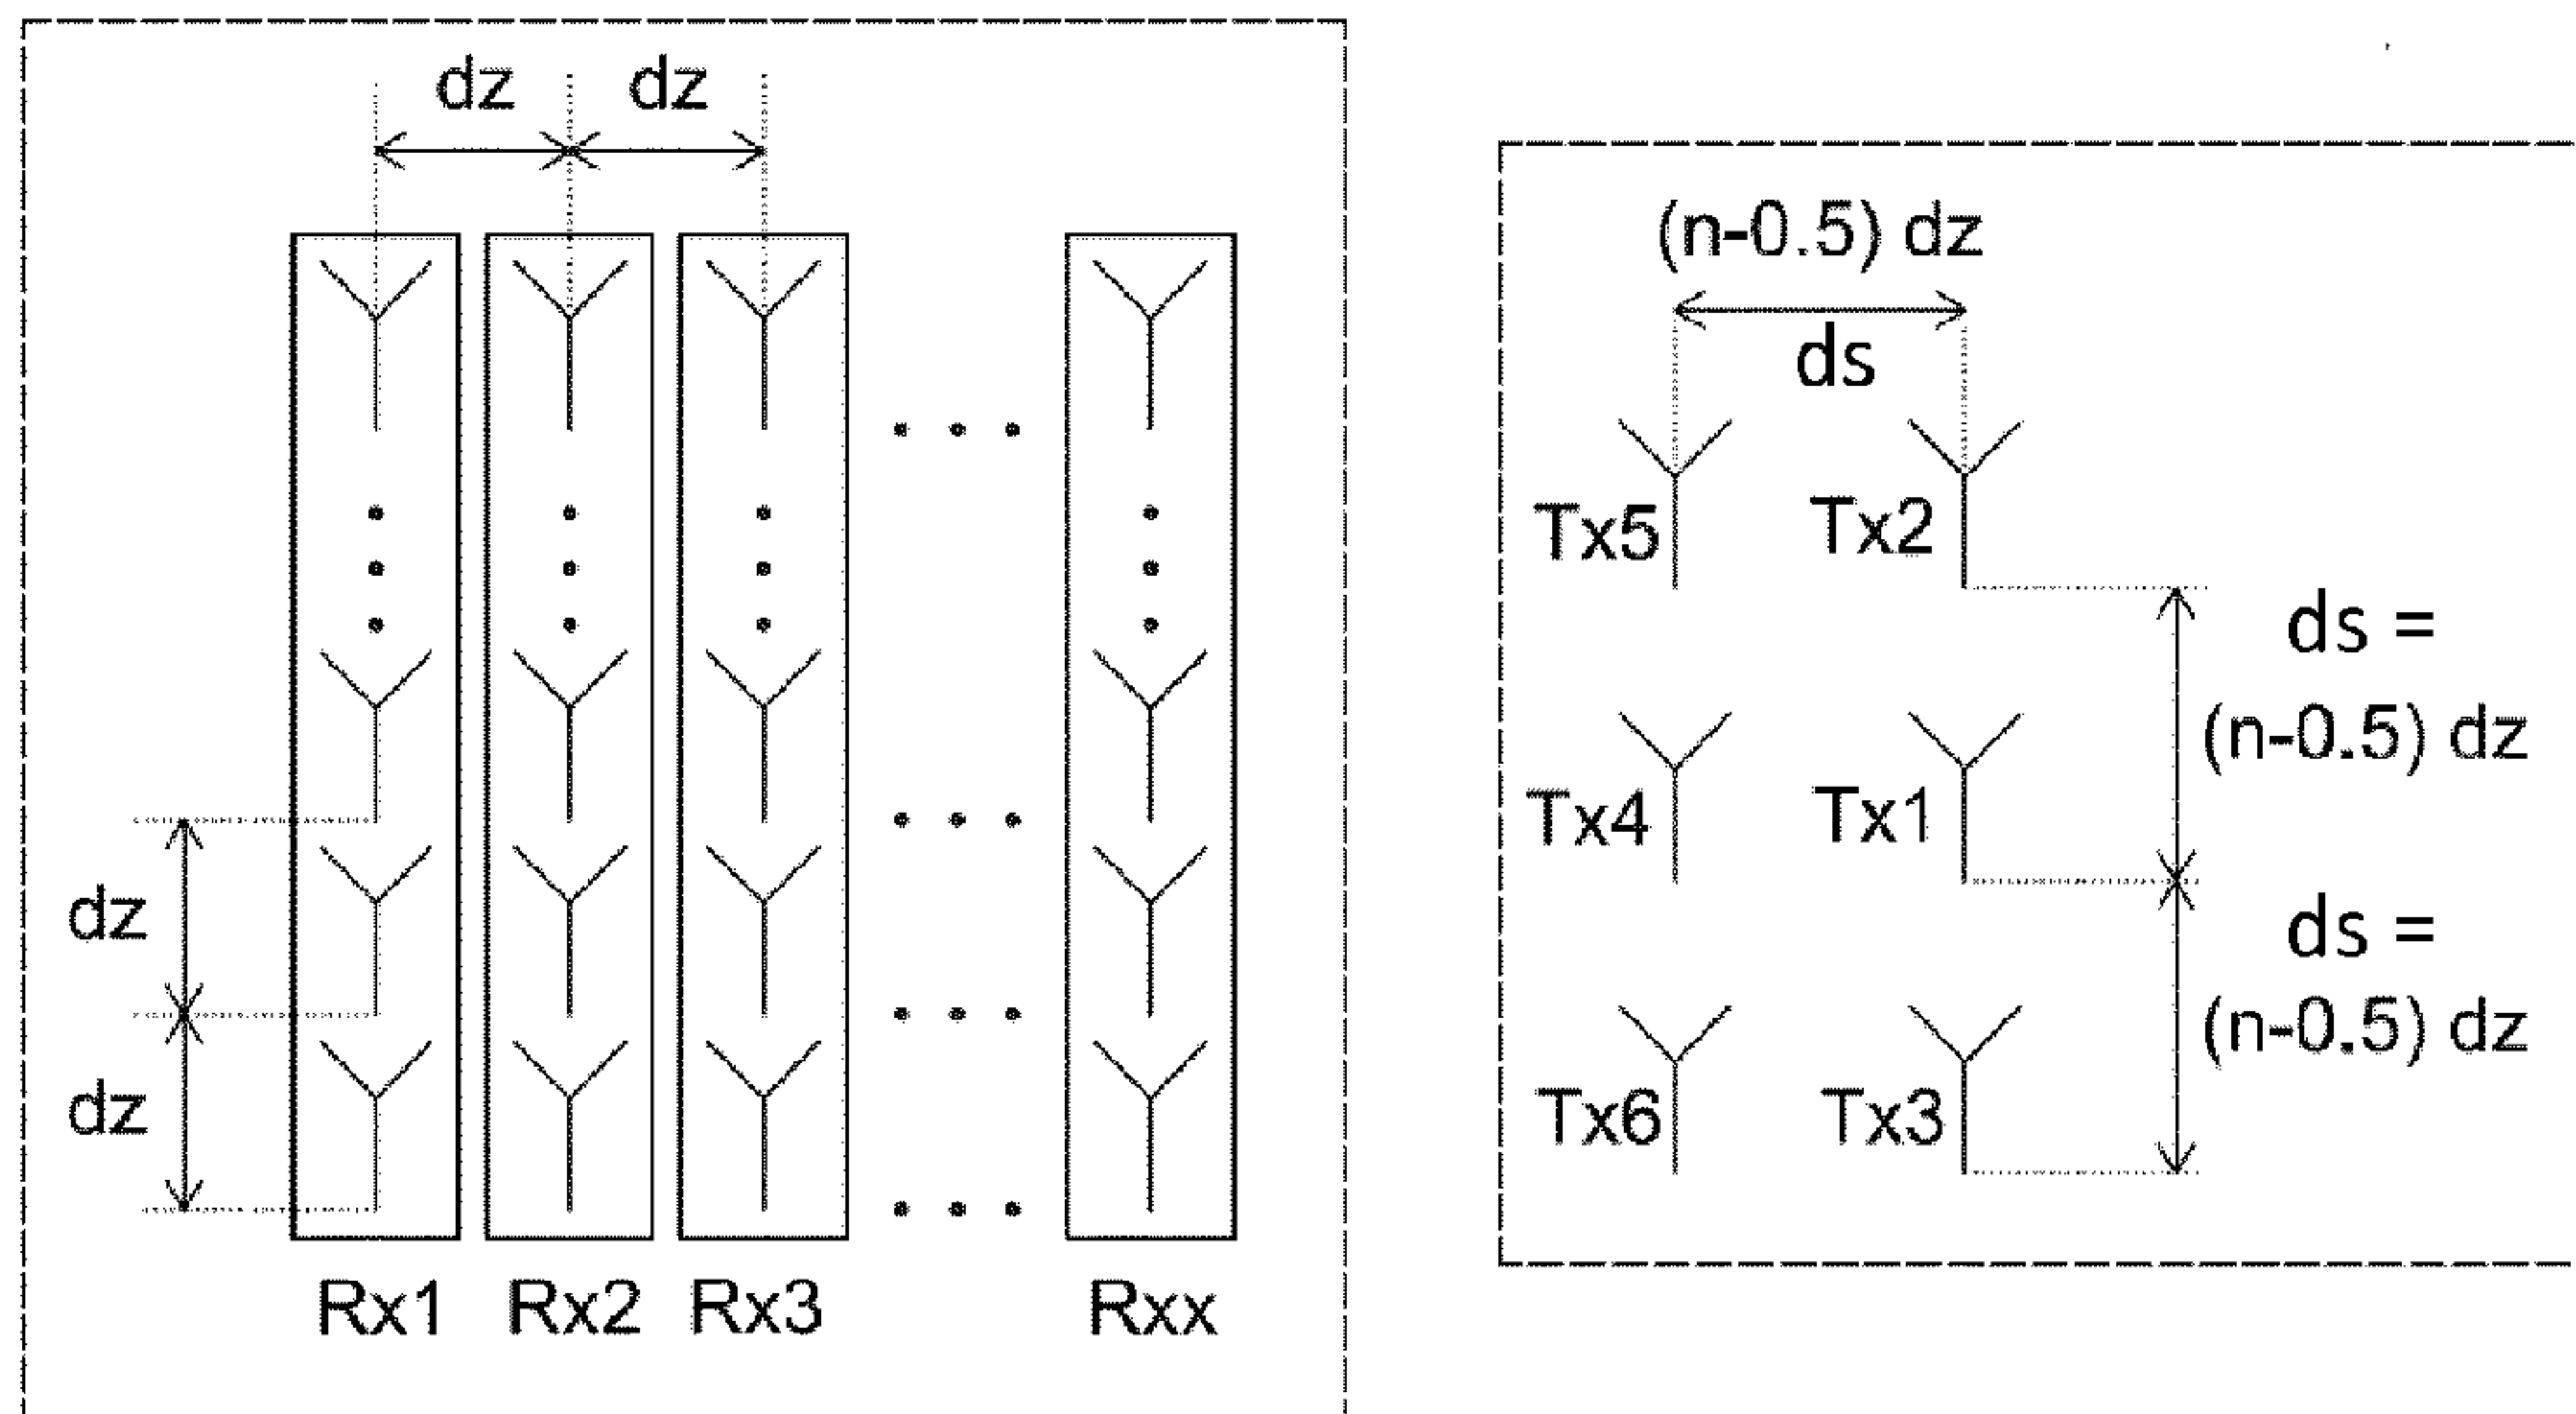 dz dz
dz
dz
Rx1 Rx2 Rx3 Rxx
(n-0.5) dz
ds
Tx5 Tx2
ds =
(n-0.5) dz
Tx4 Tx1
ds =
(n-0.5) dz
Tx6 Tx3